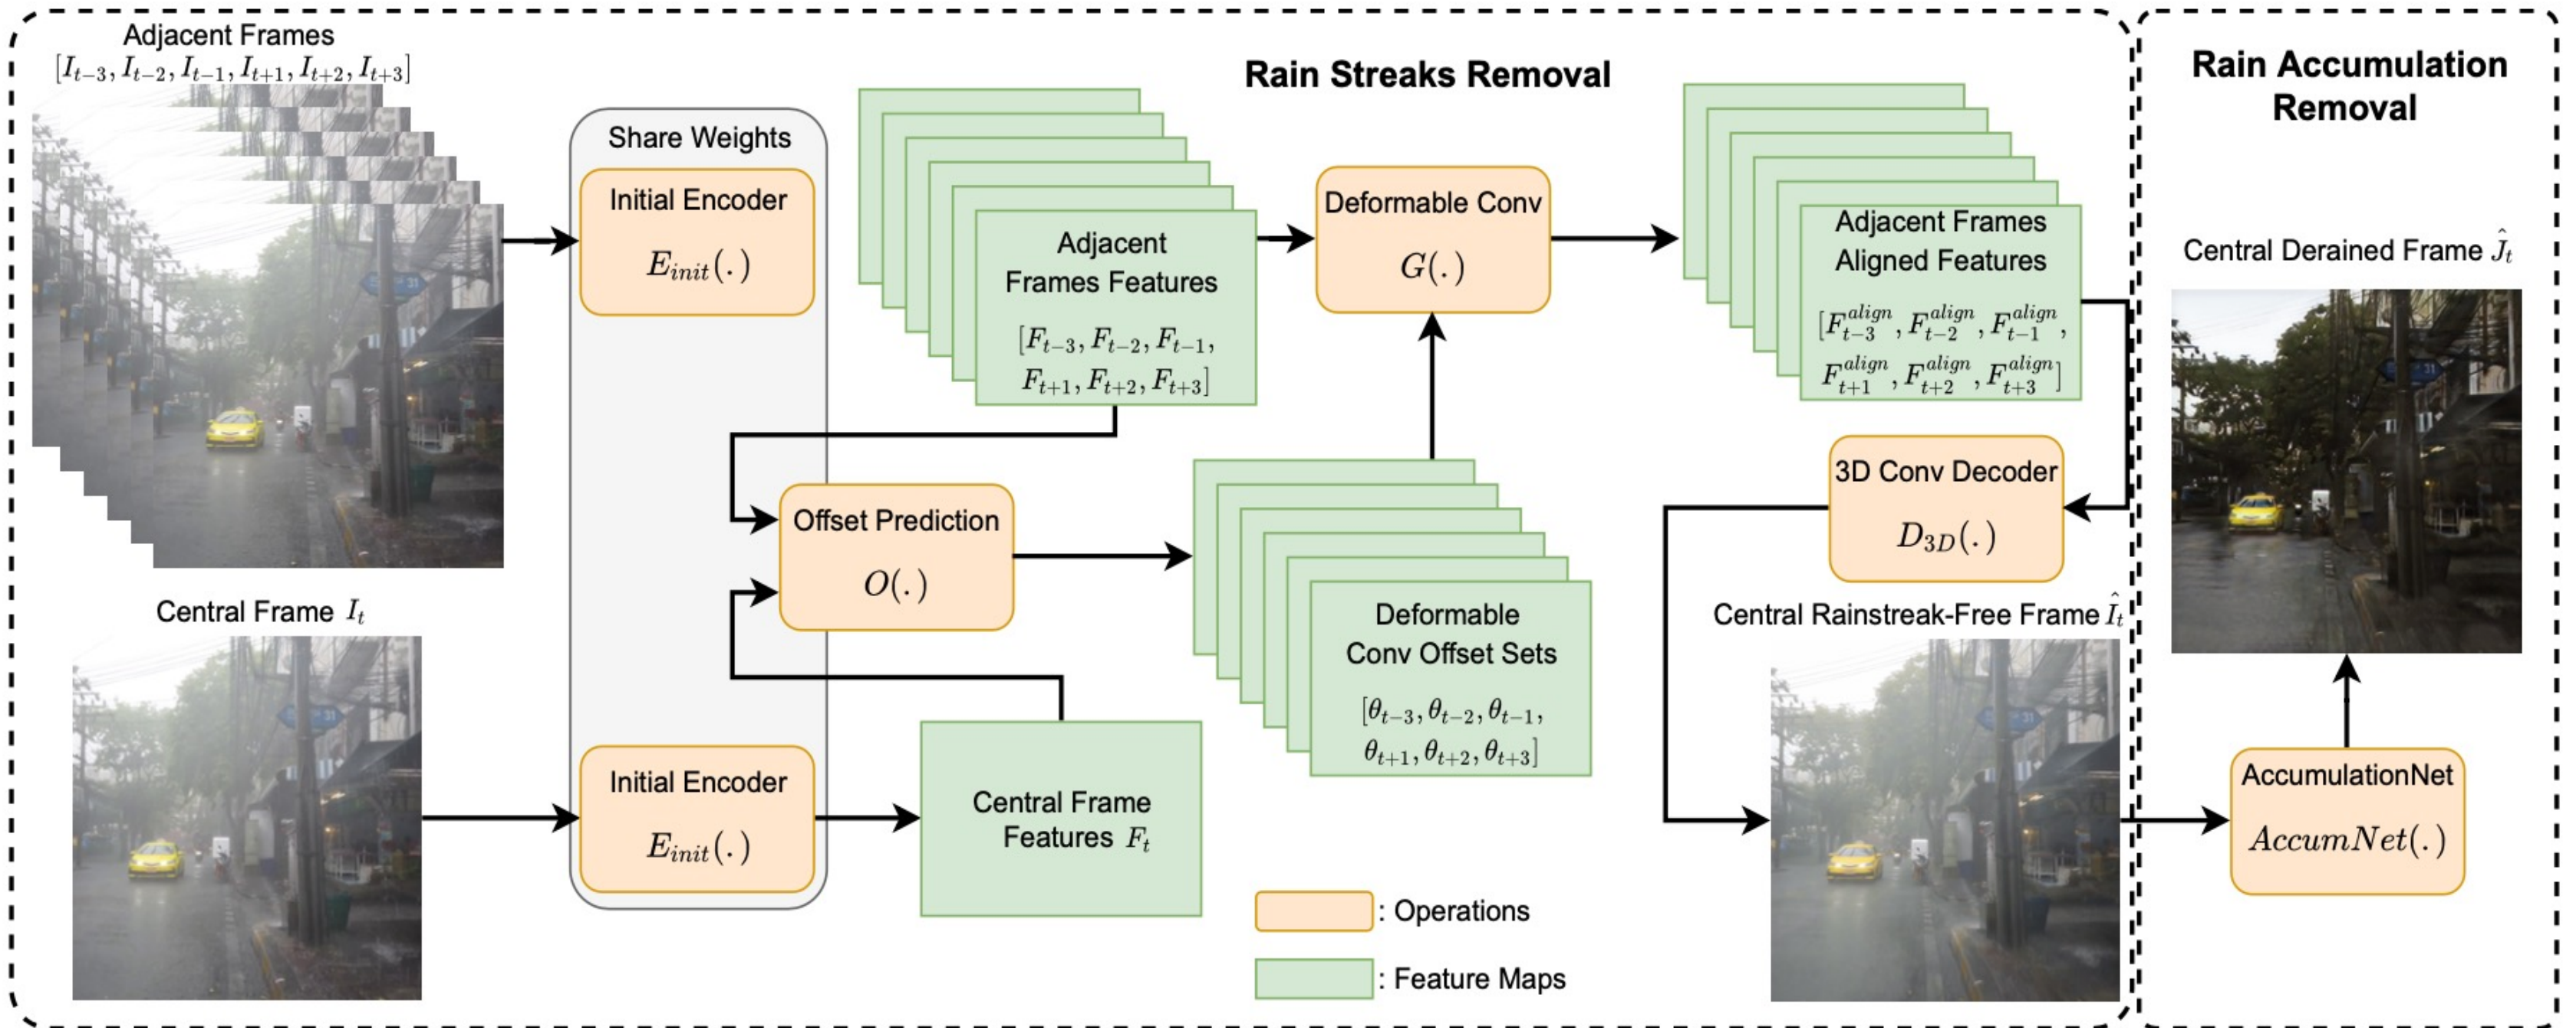 Adjacent Frames
[I_{t-3}, I_{t-2}, I_{t-1}, I_{t+1}, I_{t+2}, I_{t+3}]
Share Weights
Initial Encoder
E_{init}(.)
Rain Streaks Removal
Adjacent
Frames Features
[F_{t-3}, F_{t-2}, F_{t-1},
F_{t+1}, F_{t+2}, F_{t+3}]
Deformable Conv
G(.)
Adjacent Frames
Aligned Features
[F^{align}_{t-3}, F^{align}_{t-2}, F^{align}_{t-1},
F^{align}_{t+1}, F^{align}_{t+2}, F^{align}_{t+3}]
Offset Prediction
O(.)
Deformable
Conv Offset Sets
[θ_{t-3}, θ_{t-2}, θ_{t-1},
θ_{t+1}, θ_{t+2}, θ_{t+3}]
3D Conv Decoder
D_{3D}(.)
Central Frame I_t
Initial Encoder
E_{init}(.)
Central Frame
Features F_t
Central Rainstreak-Free Frame Î_t
: Operations
: Feature Maps
Rain Accumulation
Removal
Central Derained Frame Ĵ_t
31
31
31
31
AccumulationNet
AccumNet(.)